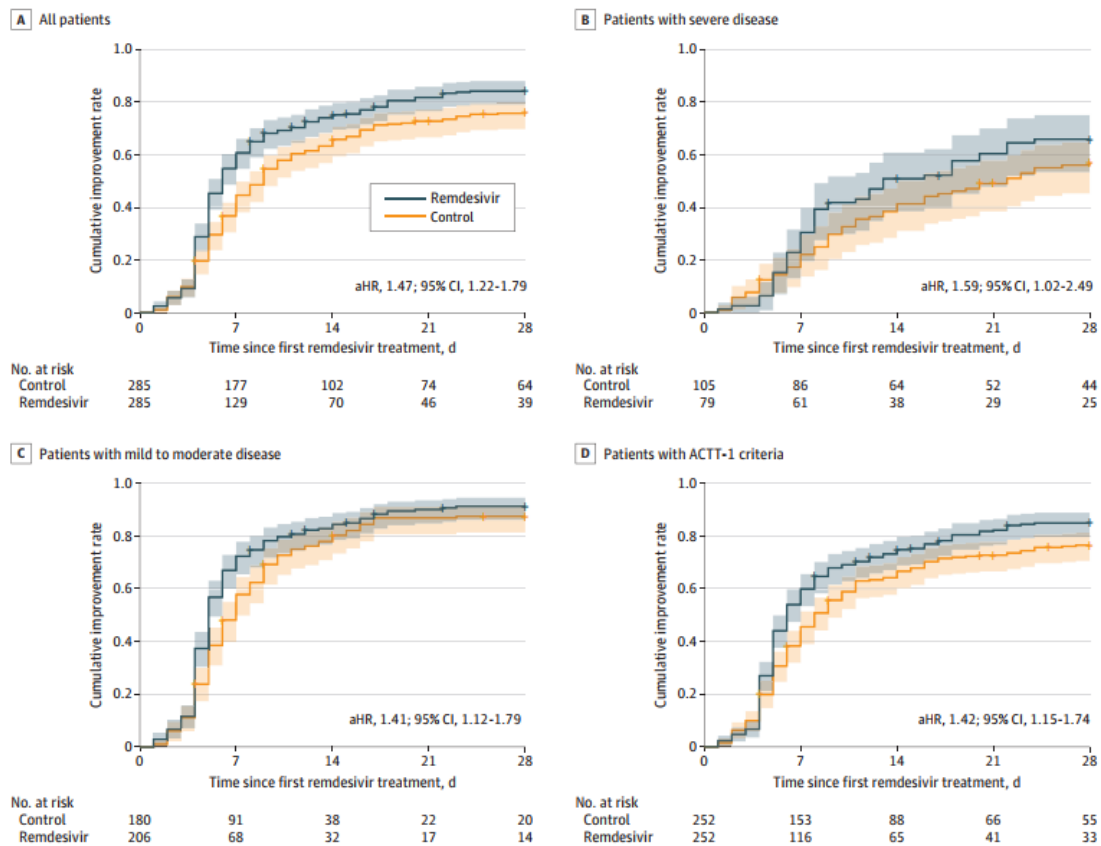 A All patients
1.0
0.8
0.6
0.4
0.2
0
Cumulative improvement rate
Remdesivir
Control
aHR, 1.47; 95% CI, 1.22-1.79
0 7 14 21 28
Time since first remdesivir treatment, d
No. at risk
Control 285 177 102 74 64
Remdesivir 285 129 70 46 39
B Patients with severe disease
1.0
0.8
0.6
0.4
0.2
0
Cumulative improvement rate
aHR, 1.59; 95% CI, 1.02-2.49
0 7 14 21 28
Time since first remdesivir treatment, d
No. at risk
Control 105 86 64 52 44
Remdesivir 79 61 38 29 25
C Patients with mild to moderate disease
1.0
0.8
0.6
0.4
0.2
0
Cumulative improvement rate
aHR, 1.41; 95% CI, 1.12-1.79
0 7 14 21 28
Time since first remdesivir treatment, d
No. at risk
Control 180 91 38 22 20
Remdesivir 206 68 32 17 14
D Patients with ACTT-1 criteria
1.0
0.8
0.6
0.4
0.2
0
Cumulative improvement rate
aHR, 1.42; 95% CI, 1.15-1.74
0 7 14 21 28
Time since first remdesivir treatment, d
No. at risk
Control 252 153 88 66 55
Remdesivir 252 116 65 41 33